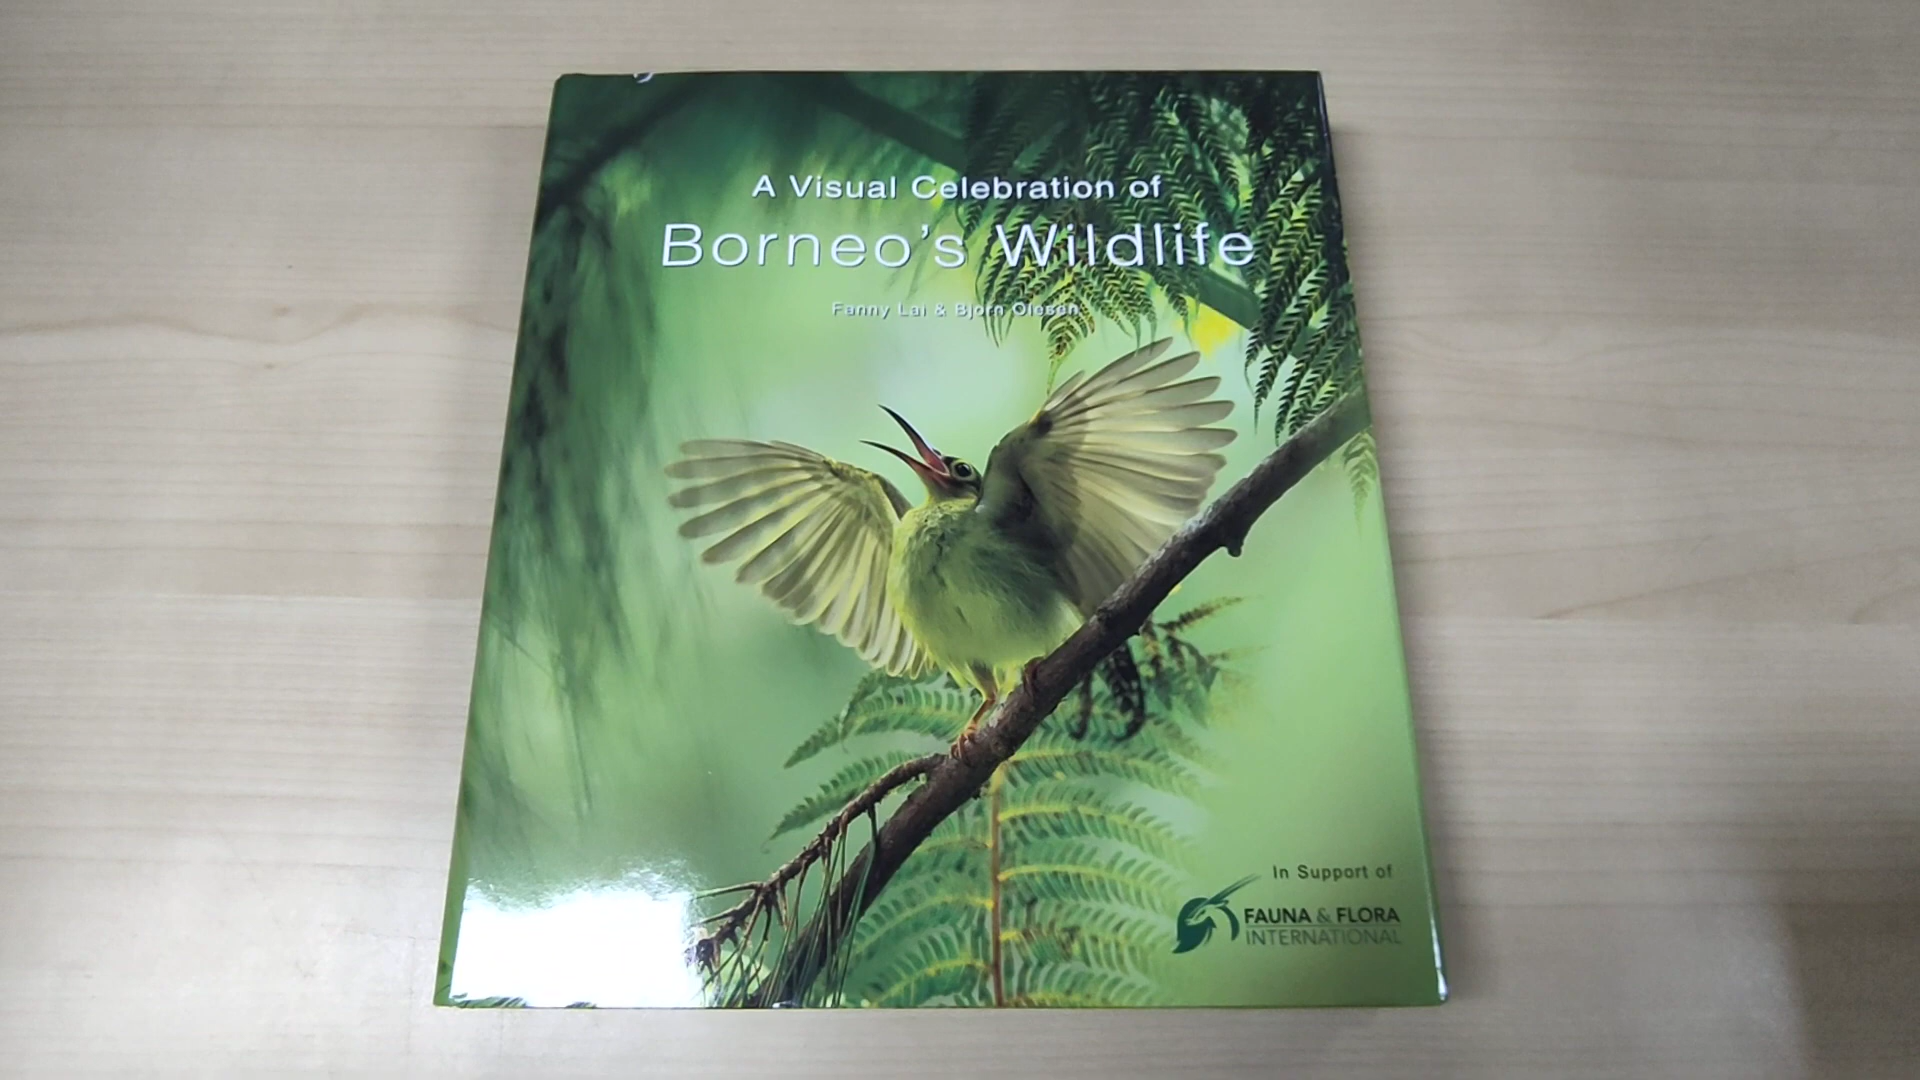 A Visual Celebration of
Borneo's Wildlife
Fanny Lai & Bjorn Olesen
In Support of
FAUNA & FLORA
INTERNATIONAL